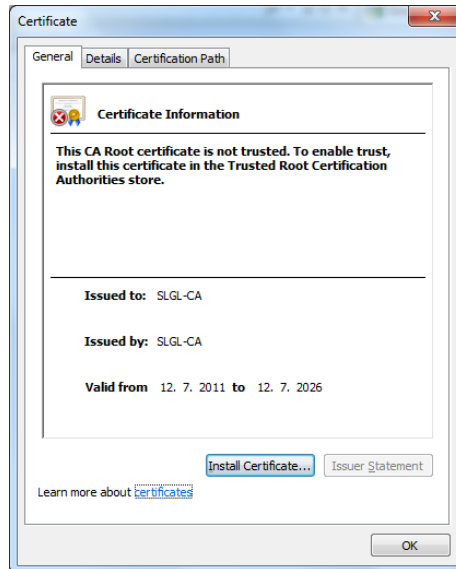 Certificate
General Details Certification Path
Certificate Information
This CA Root certificate is not trusted. To enable trust,
install this certificate in the Trusted Root Certification
Authorities store.
Issued to: SLGL-CA
Issued by: SLGL-CA
Valid from 12. 7. 2011 to 12. 7. 2026
Install Certificate... Issuer Statement
Learn more about certificates
OK